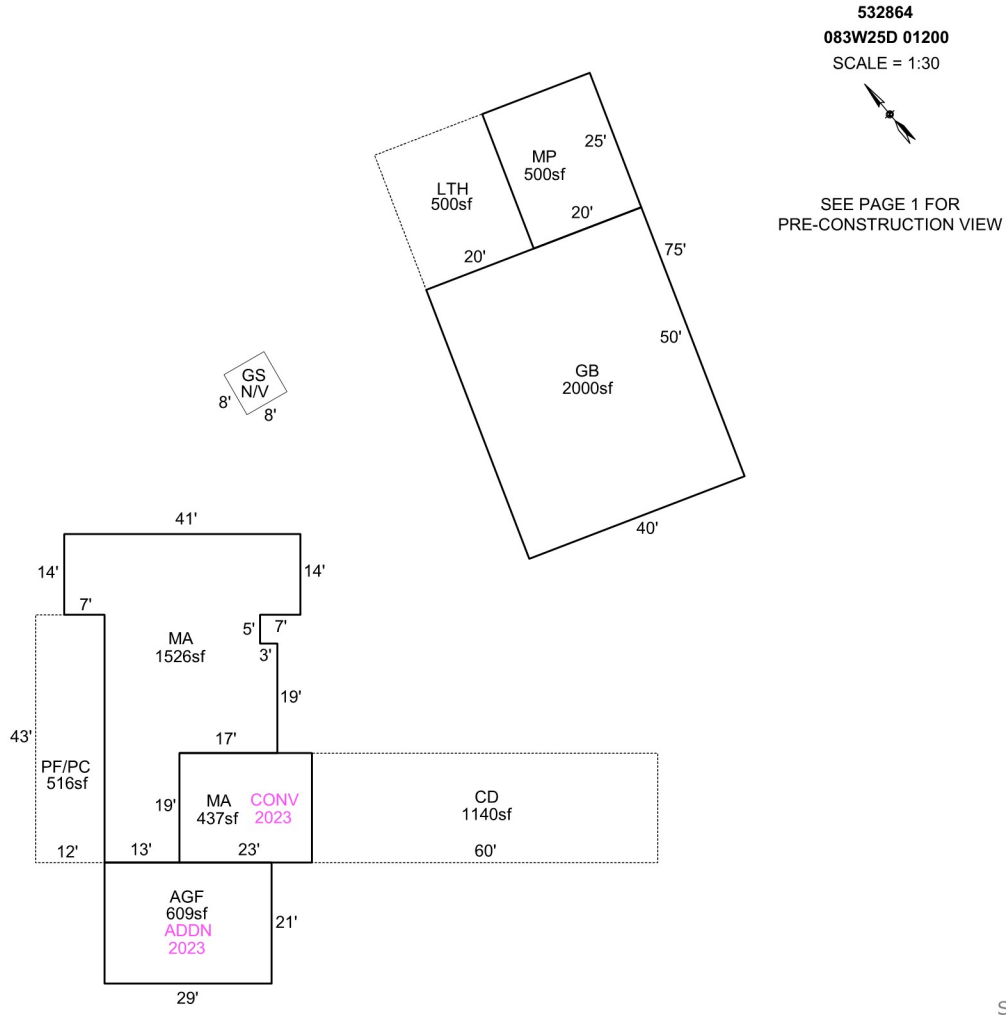 532864
083W25D 01200
SCALE = 1:30
SEE PAGE 1 FOR
PRE-CONSTRUCTION VIEW
25'
MP
500sf
20'
LTH
500sf
20'
75'
50'
GB
2000sf
40'
GS
N/V
8'
8'
41'
14'
14'
7'
5'
7'
3'
MA
1526sf
19'
43'
17'
PF/PC
516sf
19'
MA
437sf
CONV
2023
CD
1140sf
12'
13'
23'
60'
AGF
609sf
ADDN
2023
21'
29'
S